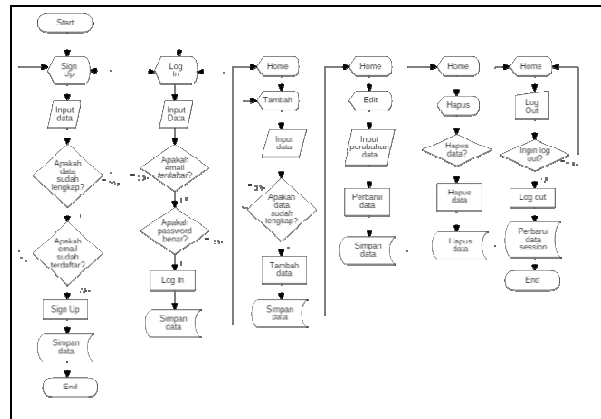 Start
Sign
Up
Input
data
Apakah
data
sudah
lengkap?
Apakah
email
sudah
terdaftar?
Sign Up
Simpan
data
End
Log
In
Input
Data
Apakah
email
terdaftar?
Apakah
password
benar?
Log In
Simpan
data
Home
Tambah
Input
data
Apakah
data
sudah
lengkap?
Tambah
data
Simpan
data
Home
Edit
Input
perubahan
data
Perbarui
data
Simpan
data
Home
Hapus
Hapus
data?
Hapus
data
Hapus
data
Home
Log
Out
Ingin log
out?
Log out
Perbarui
data
session
End